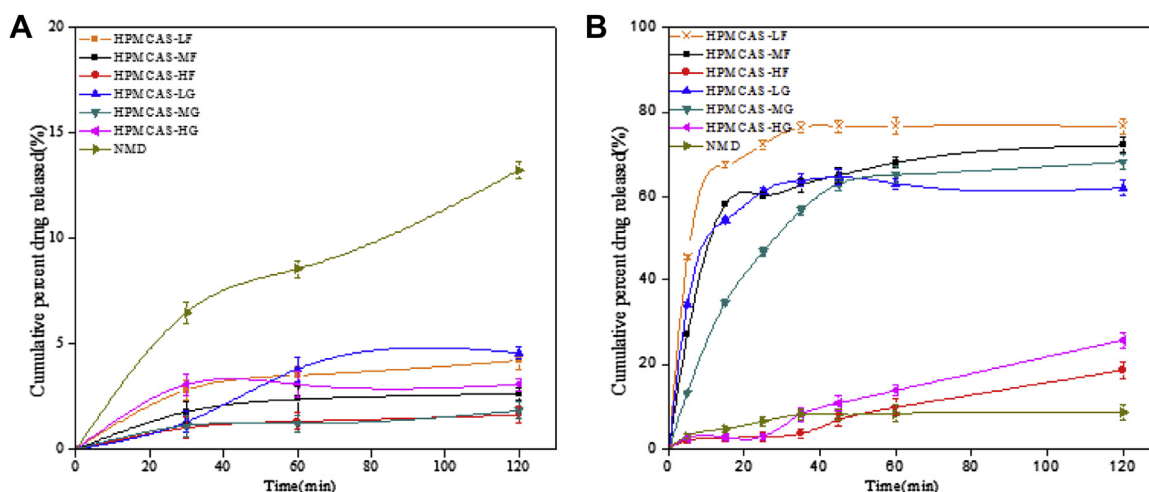 A
Cumulative percent drug released(%)
20
15
10
5
0
HPMCAS-LF
HPMCAS-MF
HPMCAS-HF
HPMCAS-LG
HPMCAS-MG
HPMCAS-HG
NMD
0 20 40 60 80 100 120
Time(min)
B
Cumulative percent drug released(%)
100
80
60
40
20
0
HPMCAS-LF
HPMCAS-MF
HPMCAS-HF
HPMCAS-LG
HPMCAS-MG
HPMCAS-HG
NMD
0 20 40 60 80 100 120
Time(min)